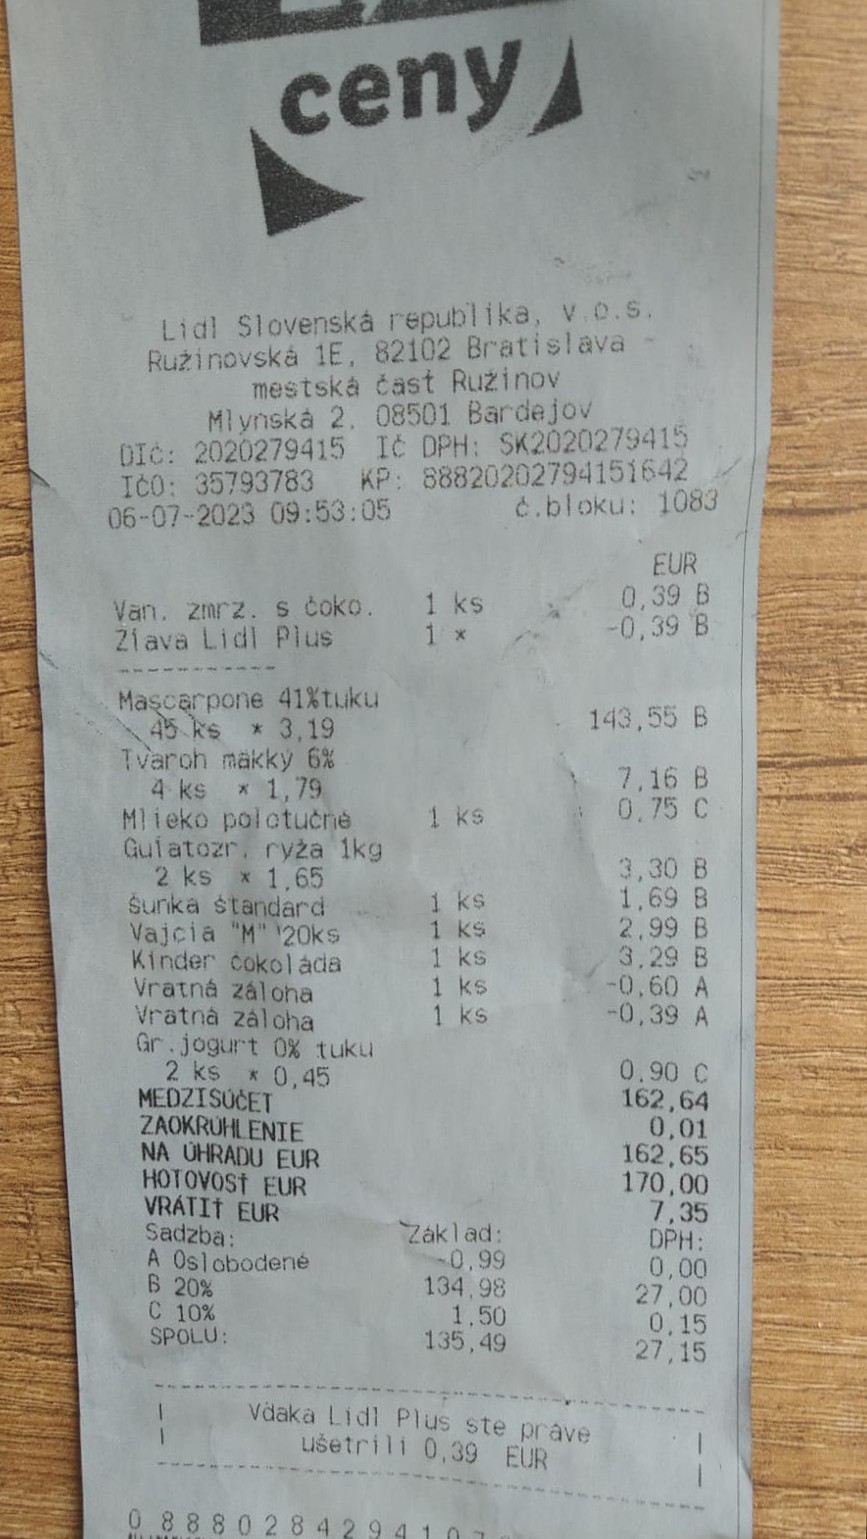 ceny
Lidl Slovenská republika, v.o.s.
Ružinovská 1E, 82102 Bratislava -
mestská časť Ružinov
Mlynská 2, 08501 Bardejov
DIČ: 2020279415 IČ DPH: SK2020279415
IČO: 35793783 KP: 88820202794151642
06-07-2023 09:53:05 č.bloku: 1083
EUR
Van. zmrz. s čoko. 1 ks 0,39 B
Zľava Lidl Plus 1 * -0,39 B
Mascarpone 41%tuku
45 ks * 3,19 143,55 B
Tvaroh mäkký 6%
4 ks * 1,79 7,16 B
Mlieko polotučné 1 ks 0,75 C
Guľatozr. ryža 1kg
2 ks * 1,65 3,30 B
Šunka štandard 1 ks 1,69 B
Vajcia "M" 20ks 1 ks 2,99 B
Kinder čokoláda 1 ks 3,29 B
Vratná záloha 1 ks -0,60 A
Vratná záloha 1 ks -0,39 A
Gr.jogurt 0% tuku
2 ks * 0,45 0,90 C
MEDZISÚČET 162,64
ZAOKRÚHLENIE 0,01
NA ÚHRADU EUR 162,65
HOTOVOSŤ EUR 170,00
VRÁTIŤ EUR 7,35
Sadzba: Základ: DPH:
A Oslobodené -0,99 0,00
B 20% 134,98 27,00
C 10% 1,50 0,15
SPOLU: 135,49 27,15
Vďaka Lidl Plus ste práve
ušetrili 0,39 EUR
0 8 8 8 0 2 8 4 2 9 4 1 0